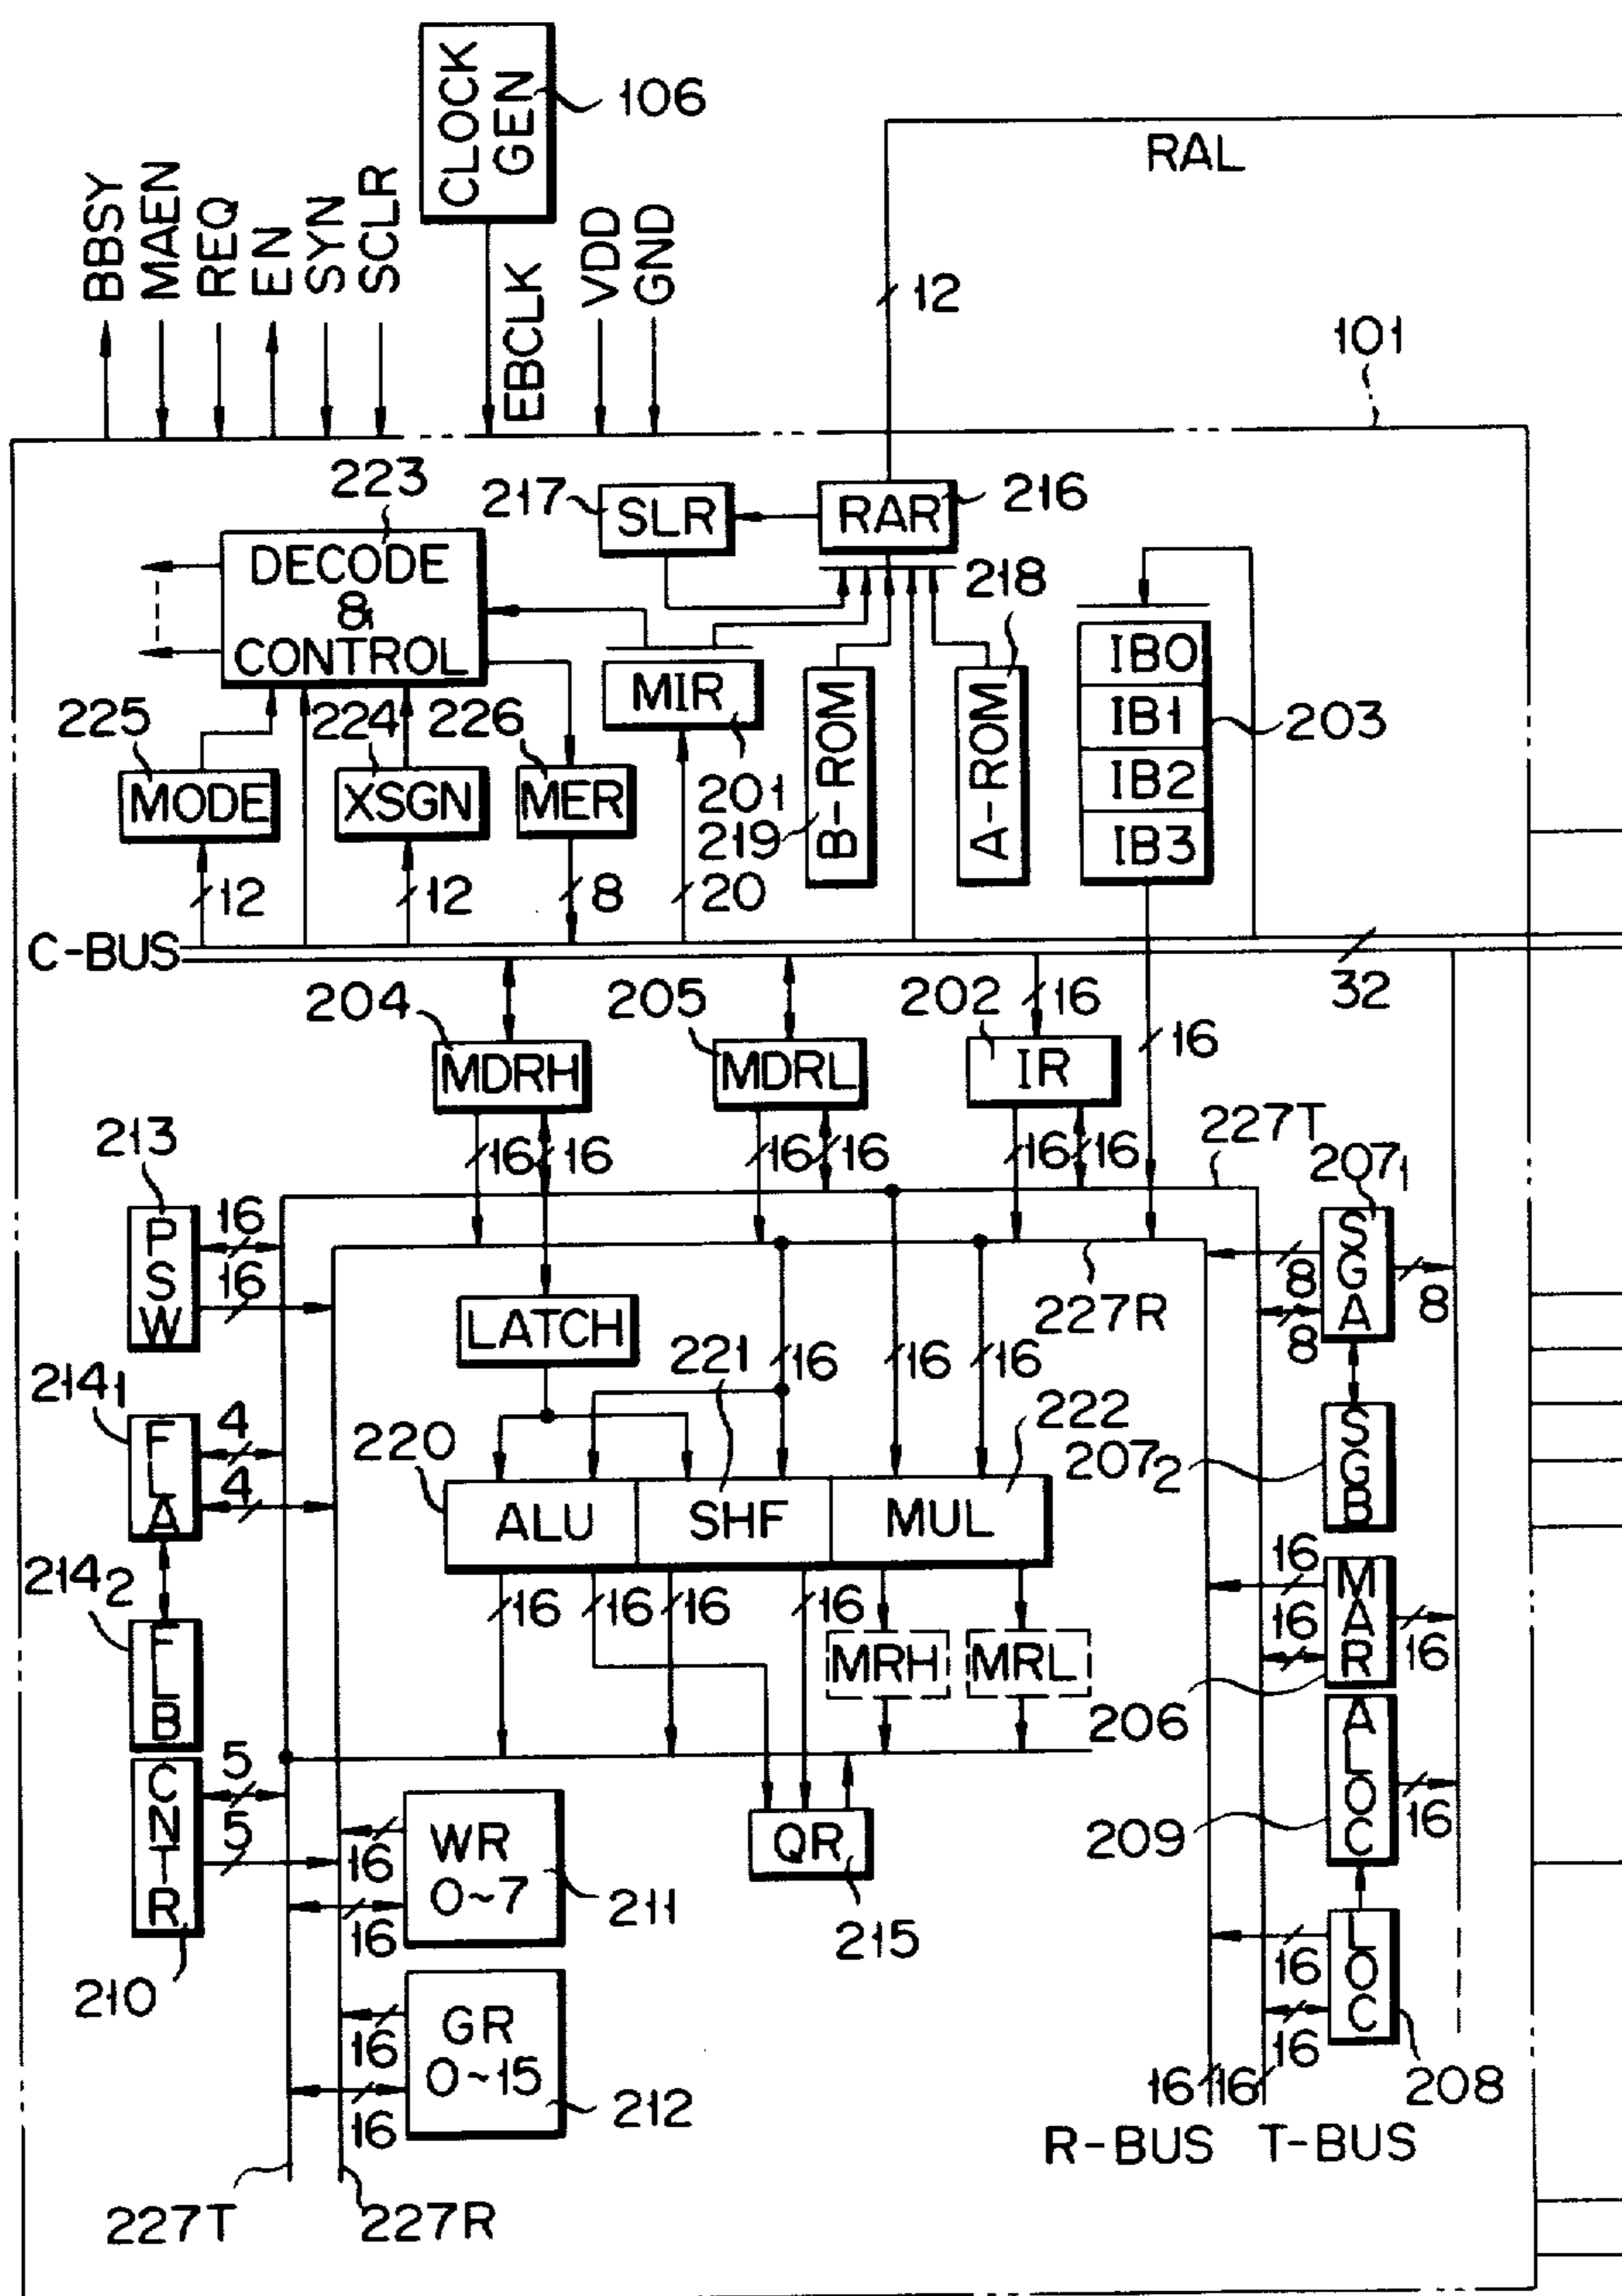 CLOCK
GEN
106
RAL
BBSY
MAEN
REQ
EN
SYN
SCLR
EBCLK
VDD
GND
12
101
223
217
SLR
RAR
216
DECODE
&
CONTROL
218
IB0
IB1
IB2
IB3
203
MIR
201
225
224
226
MODE
XSGN
MER
B-ROM
219
A-ROM
12
12
8
20
C-BUS
32
204
205
202
16
MDRH
MDRL
IR
16
16
16
16
16
16
16
227T
213
PSW
16
16
207₁
SGA
8
8
8
227R
LATCH
221
16
16
16
214₁
FLA
4
4
220
222
207₂
SGB
ALU
SHF
MUL
214₂
FLB
16
16
16
16
MRH
MRL
16
16
MAR
16
206
CNTR
5
5
210
ALOC
16
209
WR
0~7
16
16
211
QR
215
LOC
16
16
208
GR
0~15
16
16
212
16
16
R-BUS
T-BUS
227T
227R